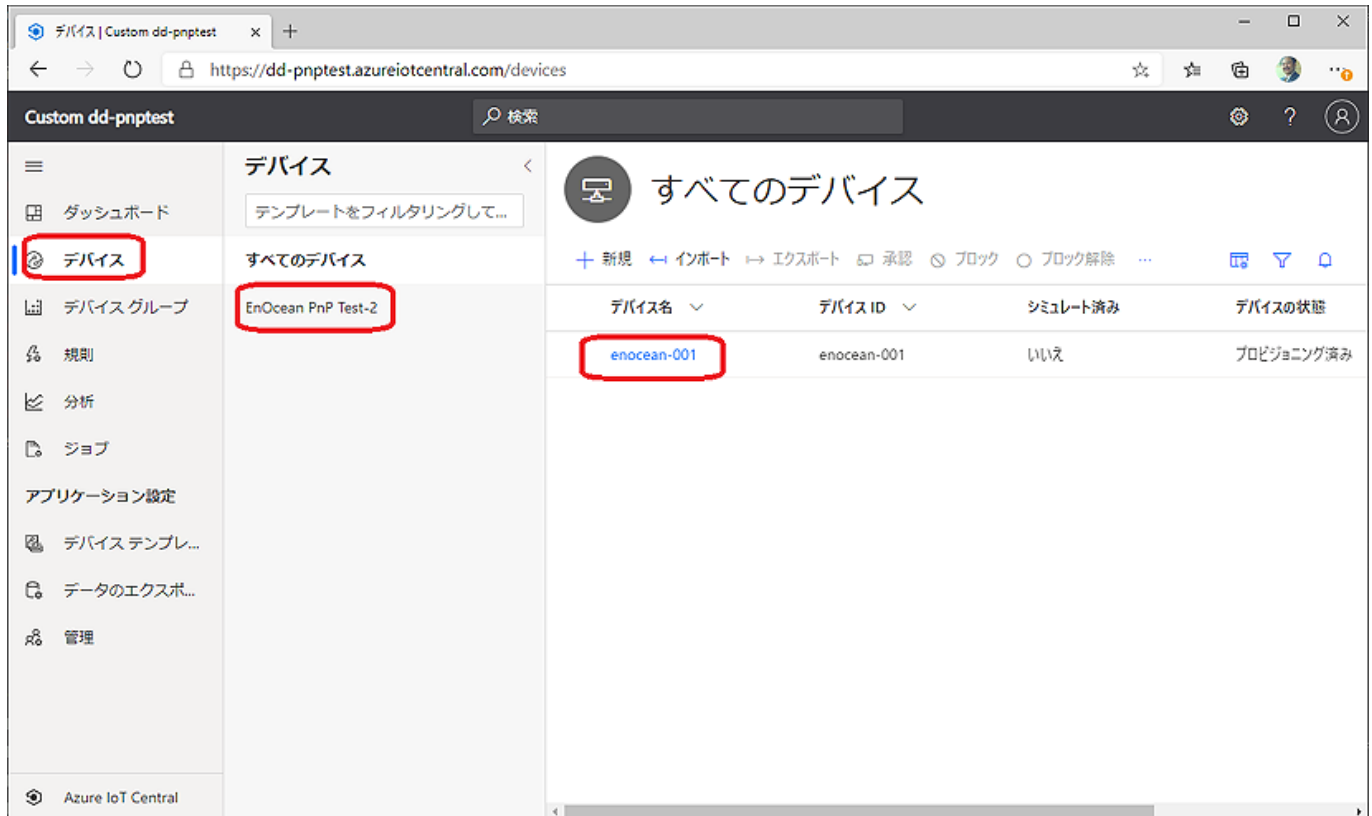 デバイス | Custom dd-pnptest
https://dd-pnptest.azureiotcentral.com/devices
Custom dd-pnptest
検索
ダッシュボード
デバイス
デバイス グループ
規則
分析
ジョブ
アプリケーション設定
デバイス テンプレ...
データのエクスポ...
管理
Azure IoT Central
デバイス
テンプレートをフィルタリングして...
すべてのデバイス
EnOcean PnP Test-2
すべてのデバイス
新規 インポート エクスポート 承認 ブロック ブロック解除 ...
デバイス名 デバイス ID シミュレート済み デバイスの状態
enocean-001 enocean-001 いいえ プロビジョニング済み